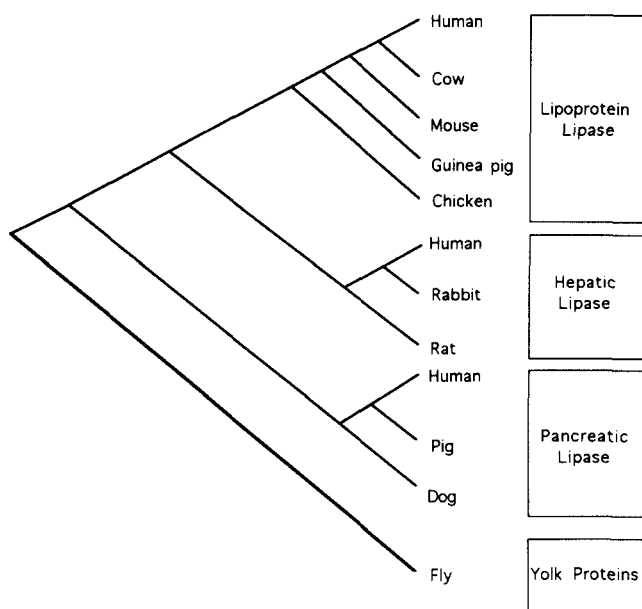 Human
Cow
Mouse
Guinea pig
Chicken
Lipoprotein
Lipase
Human
Rabbit
Rat
Hepatic
Lipase
Human
Pig
Dog
Pancreatic
Lipase
Fly
Yolk Proteins